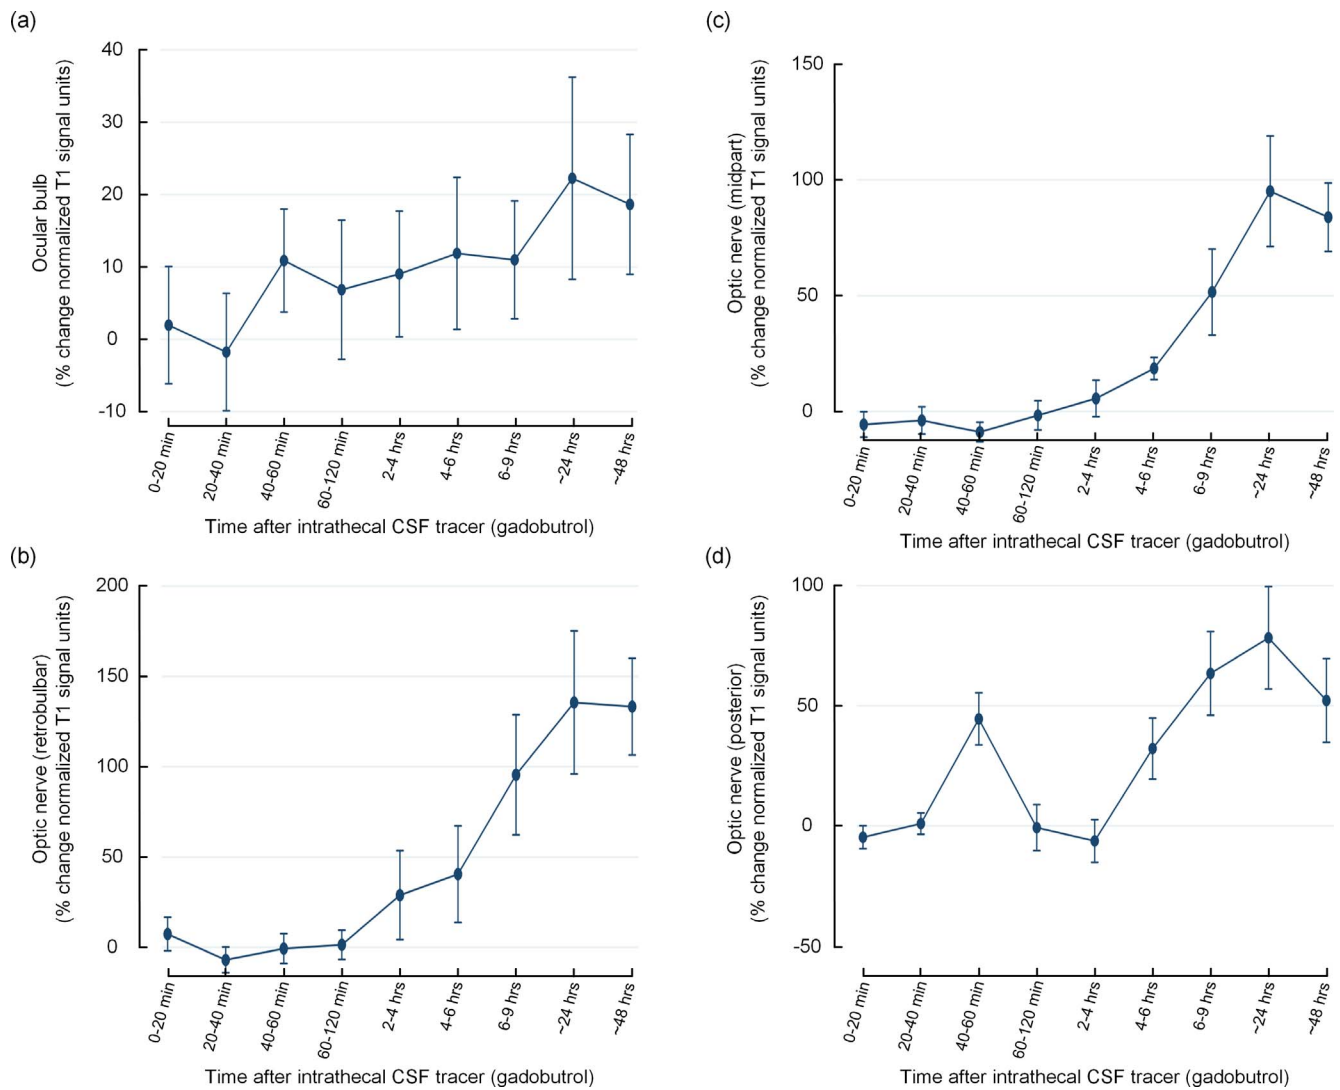 (a)
Ocular bulb
(% change normalized T1 signal units)
40
30
20
10
0
-10
0-20 min
20-40 min
40-60 min
60-120 min
2-4 hrs
4-6 hrs
6-9 hrs
~24 hrs
~48 hrs
Time after intrathecal CSF tracer (gadobutrol)
(b)
Optic nerve (retrobulbar)
(% change normalized T1 signal units)
200
150
100
50
0
0-20 min
20-40 min
40-60 min
60-120 min
2-4 hrs
4-6 hrs
6-9 hrs
~24 hrs
~48 hrs
Time after intrathecal CSF tracer (gadobutrol)
(c)
Optic nerve (midpart)
(% change normalized T1 signal units)
150
100
50
0
0-20 min
20-40 min
40-60 min
60-120 min
2-4 hrs
4-6 hrs
6-9 hrs
~24 hrs
~48 hrs
Time after intrathecal CSF tracer (gadobutrol)
(d)
Optic nerve (posterior)
(% change normalized T1 signal units)
100
50
0
-50
0-20 min
20-40 min
40-60 min
60-120 min
2-4 hrs
4-6 hrs
6-9 hrs
~24 hrs
~48 hrs
Time after intrathecal CSF tracer (gadobutrol)